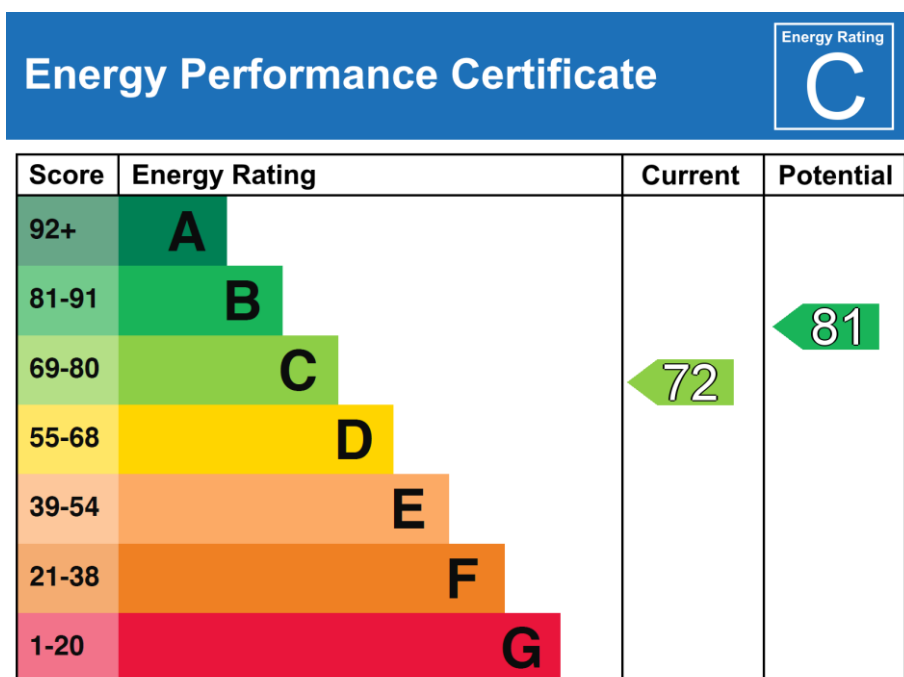 Energy Performance Certificate
Energy Rating
C
Score Energy Rating Current Potential
92+ A
81-91 B
81
69-80 C
72
55-68 D
39-54 E
21-38 F
1-20 G